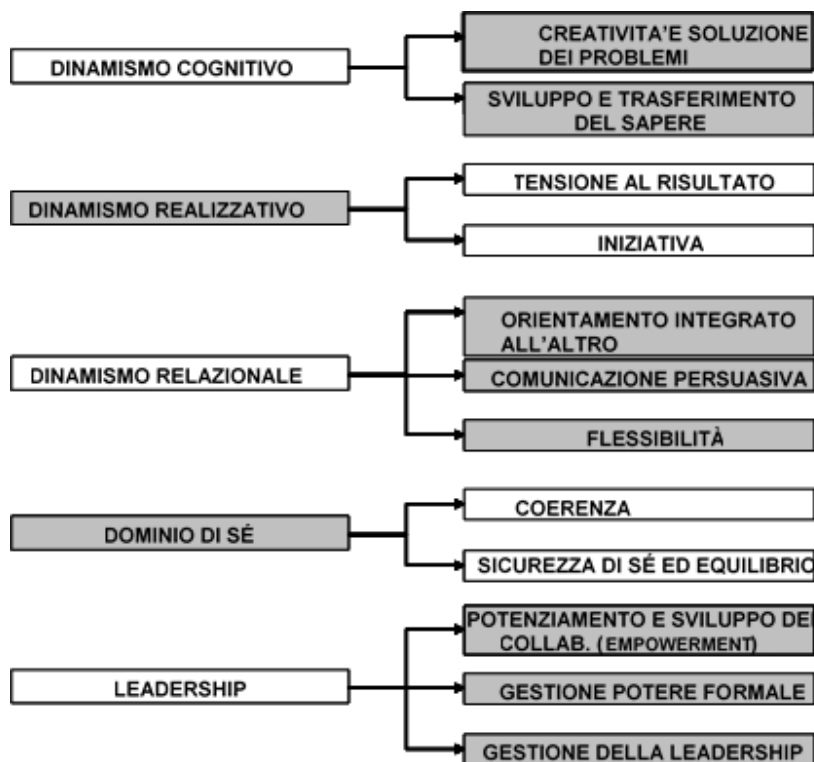 DINAMISMO COGNITIVO
CREATIVITA'E SOLUZIONE
DEI PROBLEMI
SVILUPPO E TRASFERIMENTO
DEL SAPERE
DINAMISMO REALIZZATIVO
TENSIONE AL RISULTATO
INIZIATIVA
DINAMISMO RELAZIONALE
ORIENTAMENTO INTEGRATO
ALL'ALTRO
COMUNICAZIONE PERSUASIVA
FLESSIBILITÀ
DOMINIO DI SÉ
COERENZA
SICUREZZA DI SÉ ED EQUILIBRIO
LEADERSHIP
POTENZIAMENTO E SVILUPPO DEI
COLLAB. (EMPOWERMENT)
GESTIONE POTERE FORMALE
GESTIONE DELLA LEADERSHIP